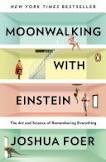 NEW YORK TIMES BESTSELLER
MOONWALKING
WITH
EINSTEIN
The Art and Science of Remembering Everything
JOSHUA FOER